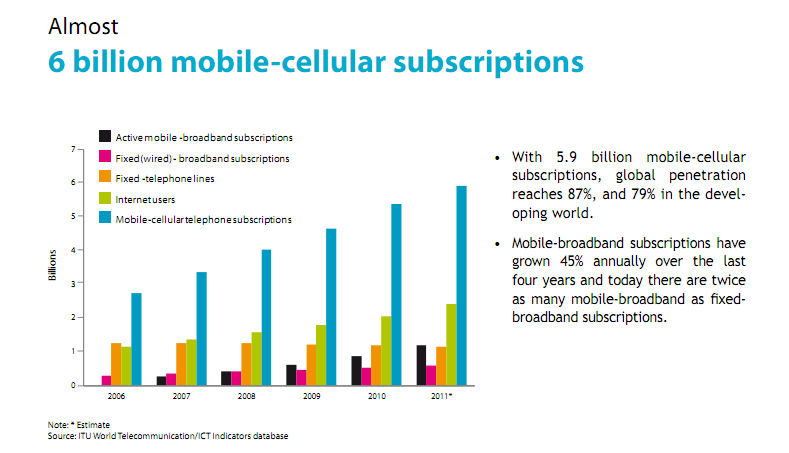 Almost
6 billion mobile-cellular subscriptions
Active mobile -broadband subscriptions
Fixed (wired) - broadband subscriptions
Fixed -telephone lines
Internet users
Mobile-cellular telephone subscriptions
7
6
5
4
3
2
1
0
Billions
2006 2007 2008 2009 2010 2011*
• With 5.9 billion mobile-cellular
subscriptions, global penetration
reaches 87%, and 79% in the devel-
oping world.
• Mobile-broadband subscriptions have
grown 45% annually over the last
four years and today there are twice
as many mobile-broadband as fixed-
broadband subscriptions.
Note: * Estimate
Source: ITU World Telecommunication/ICT Indicators database